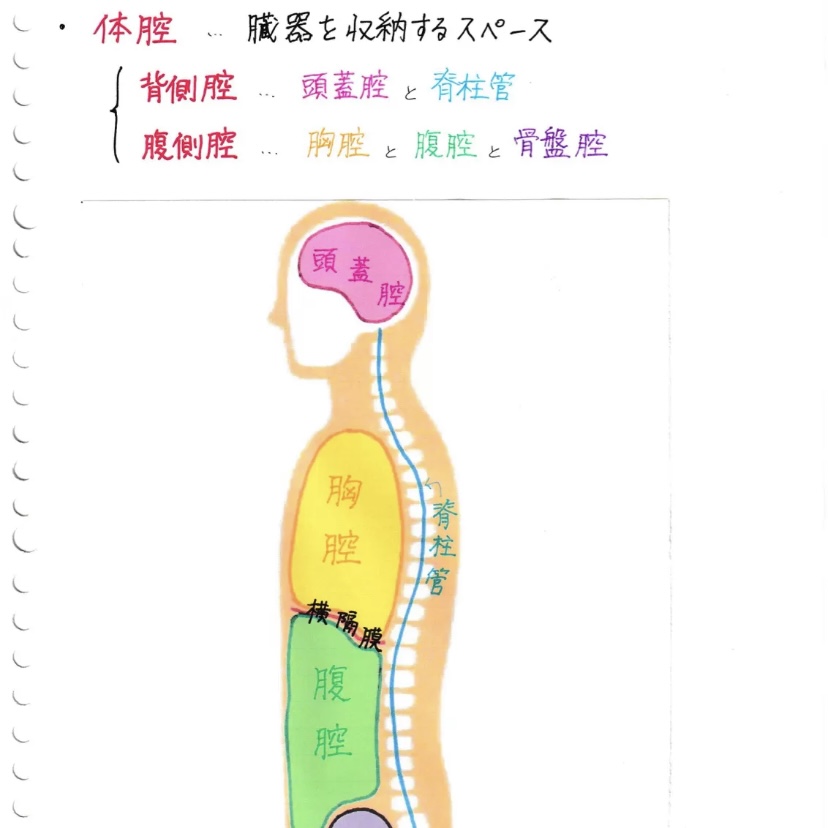 ・体腔 … 臓器を収納するスペース
背側腔 … 頭蓋腔 と 脊柱管
腹側腔 … 胸腔 と 腹腔 と 骨盤腔
頭蓋腔
胸腔
脊柱管
横隔膜
腹腔